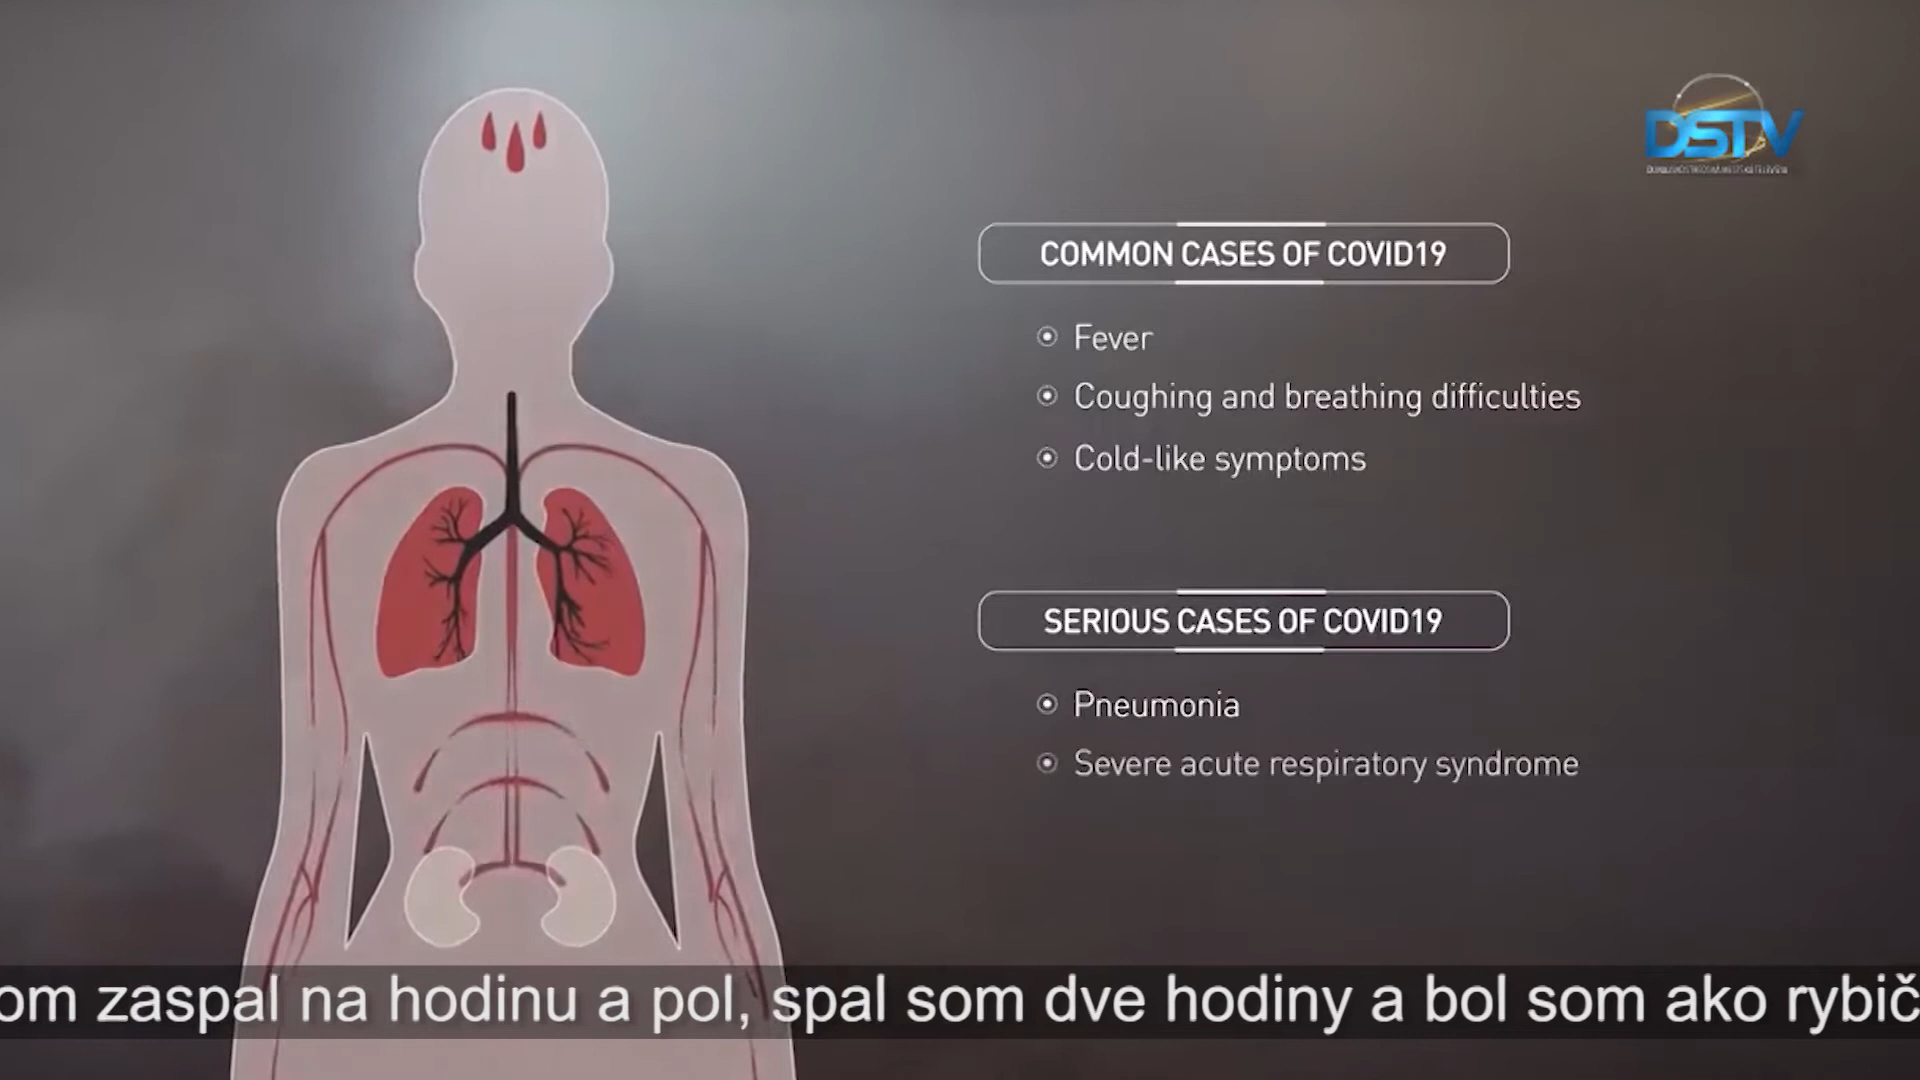 DSTV
COMMON CASES OF COVID19
Fever
Coughing and breathing difficulties
Cold-like symptoms
SERIOUS CASES OF COVID19
Pneumonia
Severe acute respiratory syndrome
om zaspal na hodinu a pol, spal som dve hodiny a bol som ako rybič